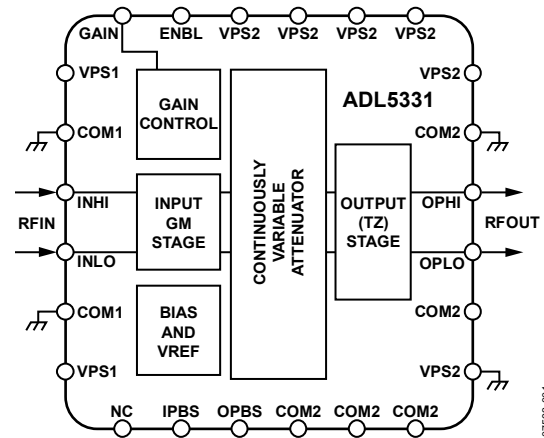 GAIN ENBL VPS2 VPS2 VPS2 VPS2
VPS1
VPS2
GAIN
CONTROL
ADL5331
COM1
COM2
CONTINUOUSLY
VARIABLE
ATTENUATOR
INHI
INPUT
GM
STAGE
OUTPUT
(TZ)
STAGE
OPHI
RFIN
RFOUT
INLO
OPLO
COM1
BIAS
AND
VREF
COM2
VPS1
VPS2
NC IPBS OPBS COM2 COM2 COM2